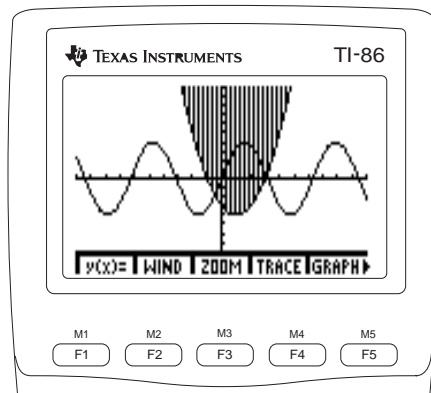 TEXAS INSTRUMENTS TI-86
y(x)= WIND ZOOM TRACE GRAPH
M1 M2 M3 M4 M5
F1 F2 F3 F4 F5